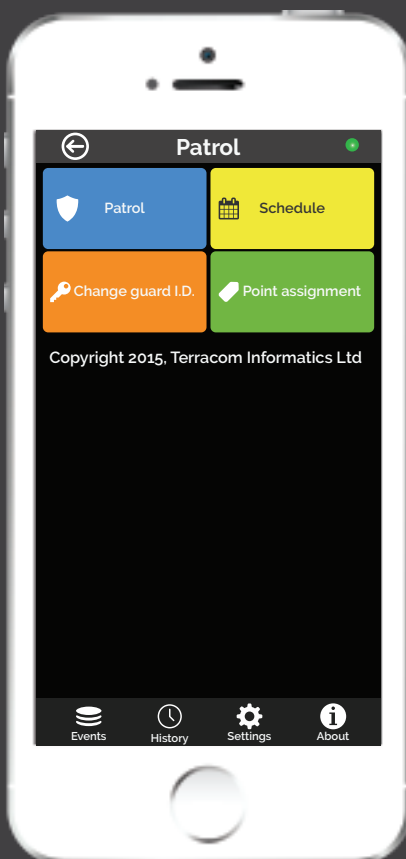 Patrol
Patrol
Schedule
Change guard I.D.
Point assignment
Copyright 2015, Terracom Informatics Ltd
Events
History
Settings
About